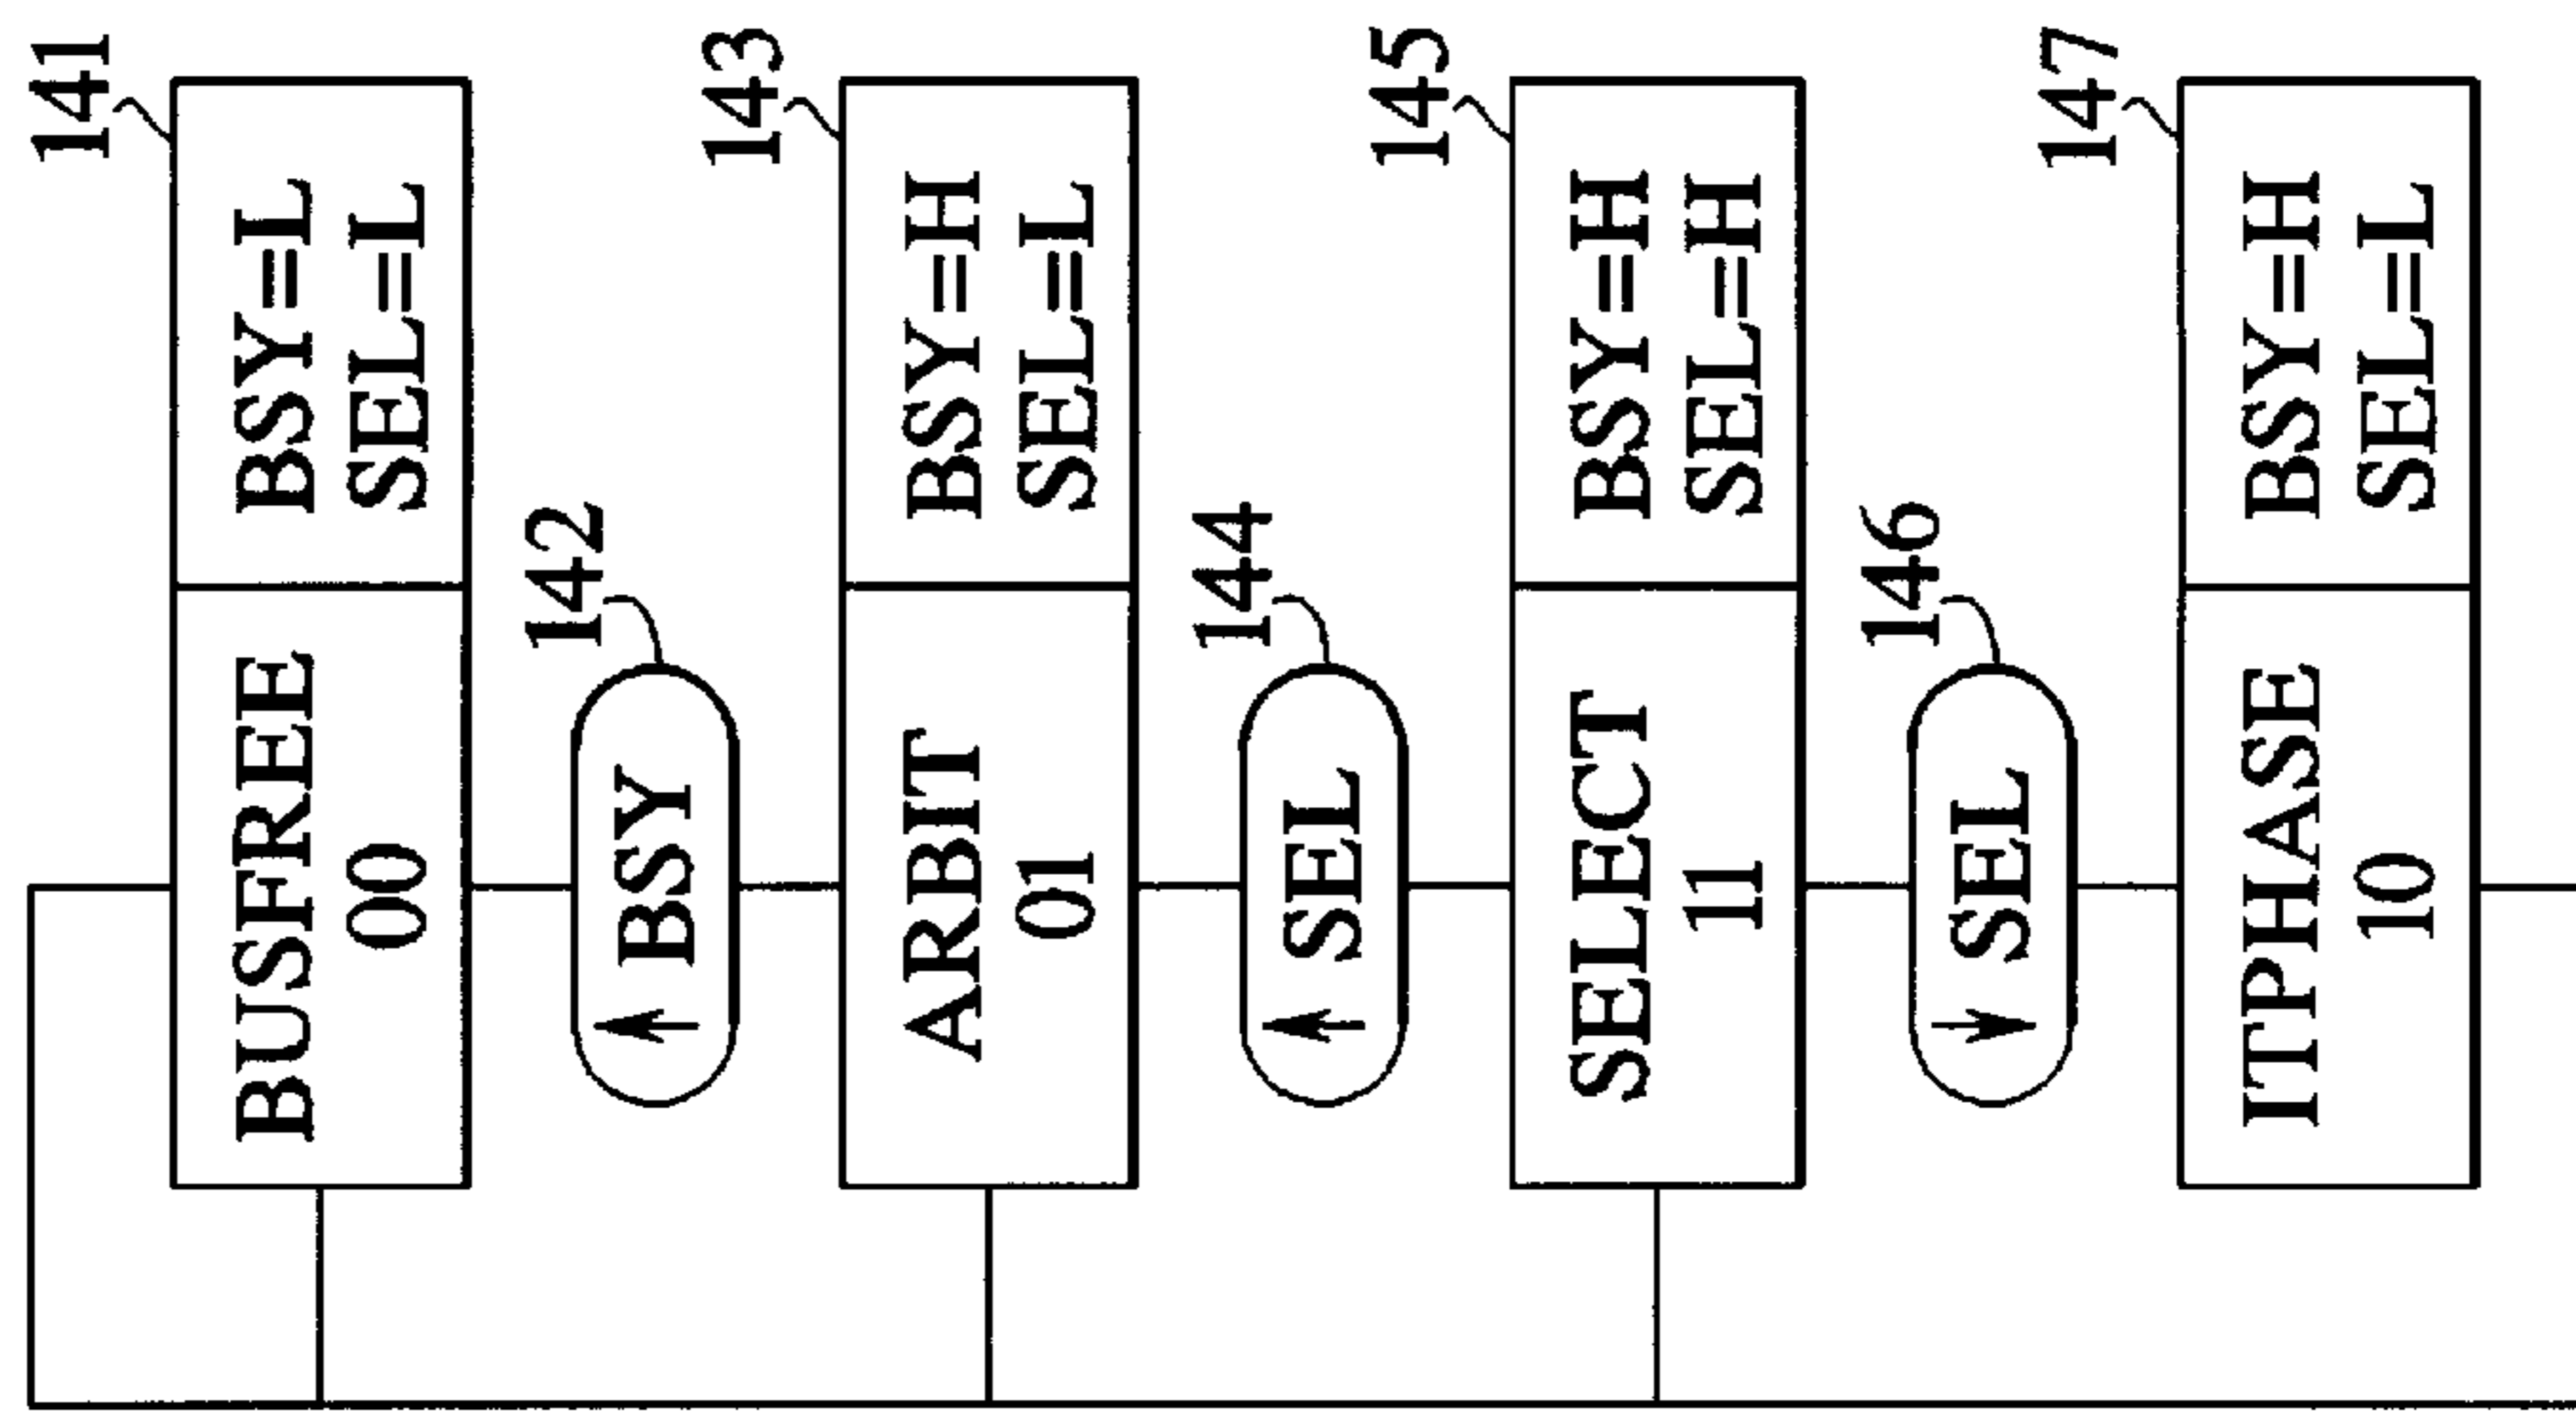 141
BUSFREE
00
BSY=L
SEL=L
142
↑ BSY
143
ARBIT
01
BSY=H
SEL=L
144
↑ SEL
145
SELECT
11
BSY=H
SEL=H
146
↓ SEL
147
ITPHASE
10
BSY=H
SEL=L